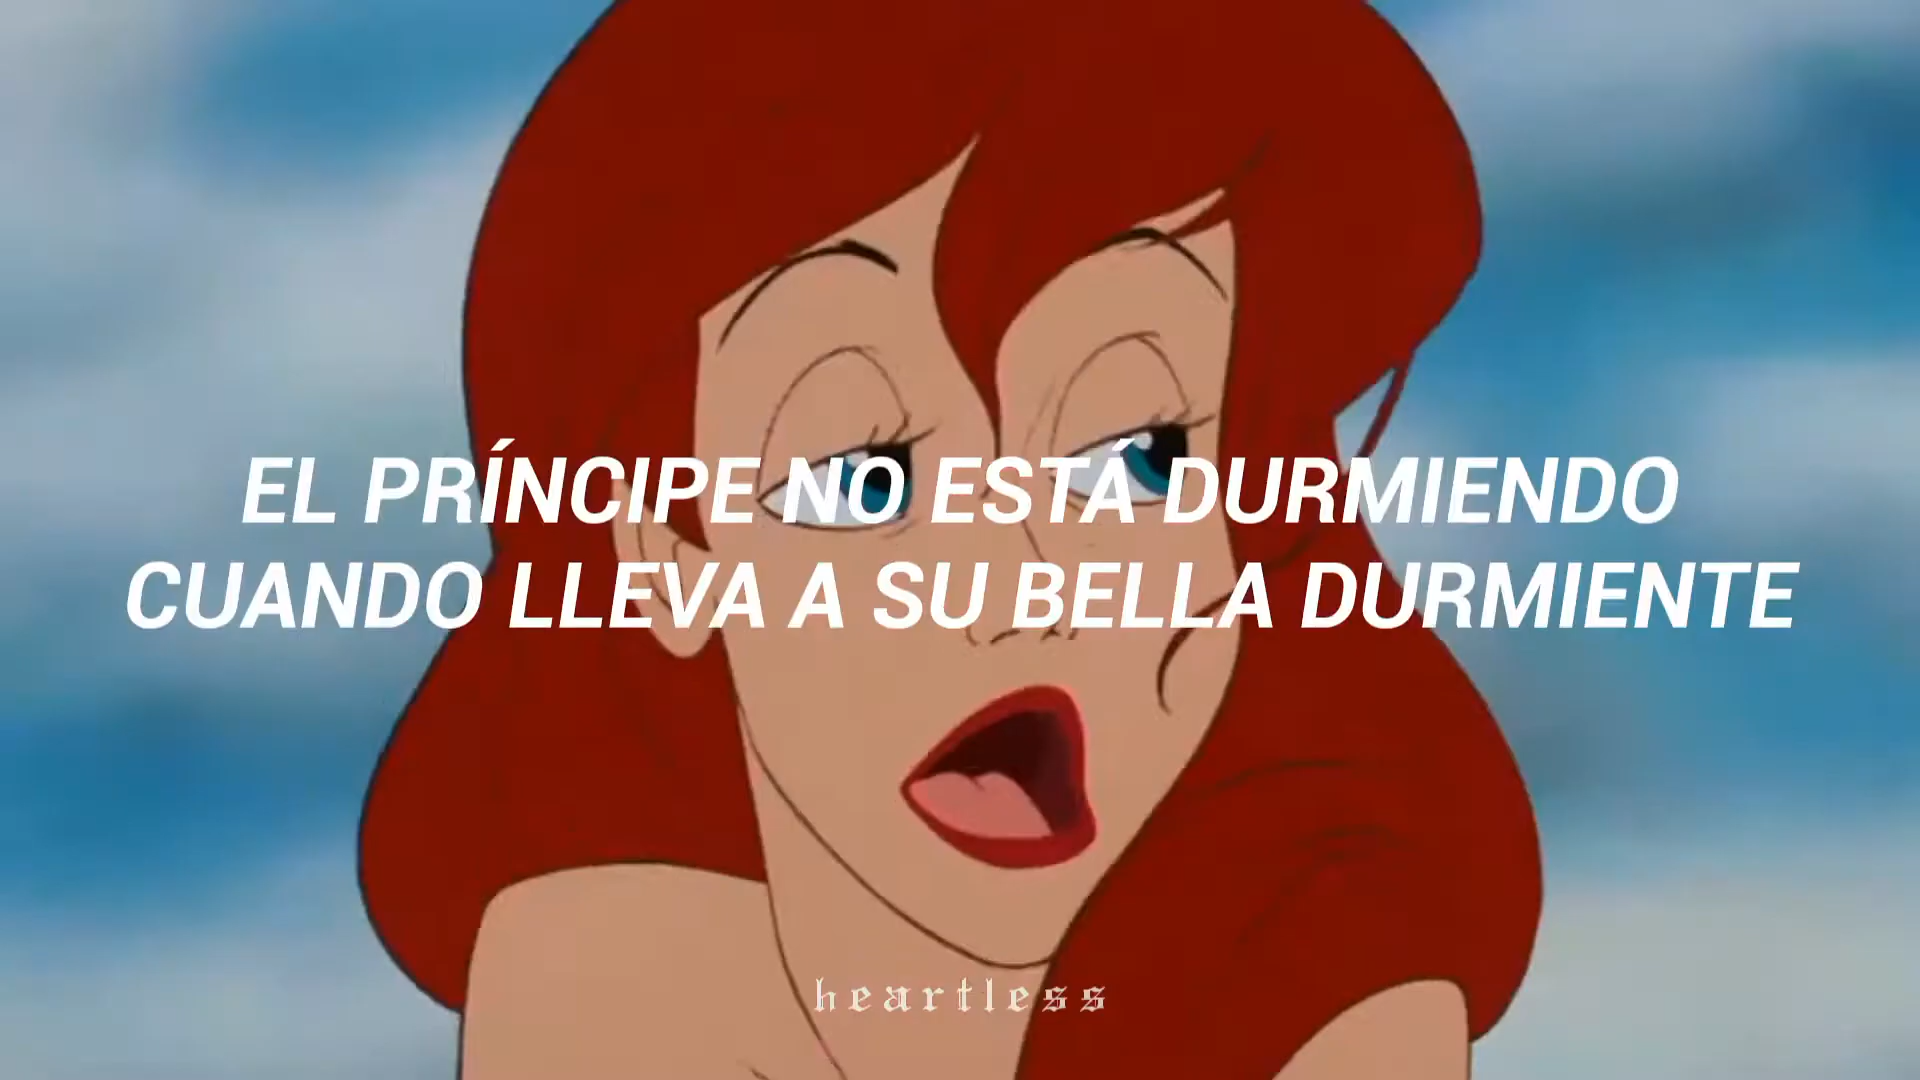 EL PRÍNCIPE NO ESTÁ DURMIENDO
CUANDO LLEVA A SU BELLA DURMIENTE
heartless